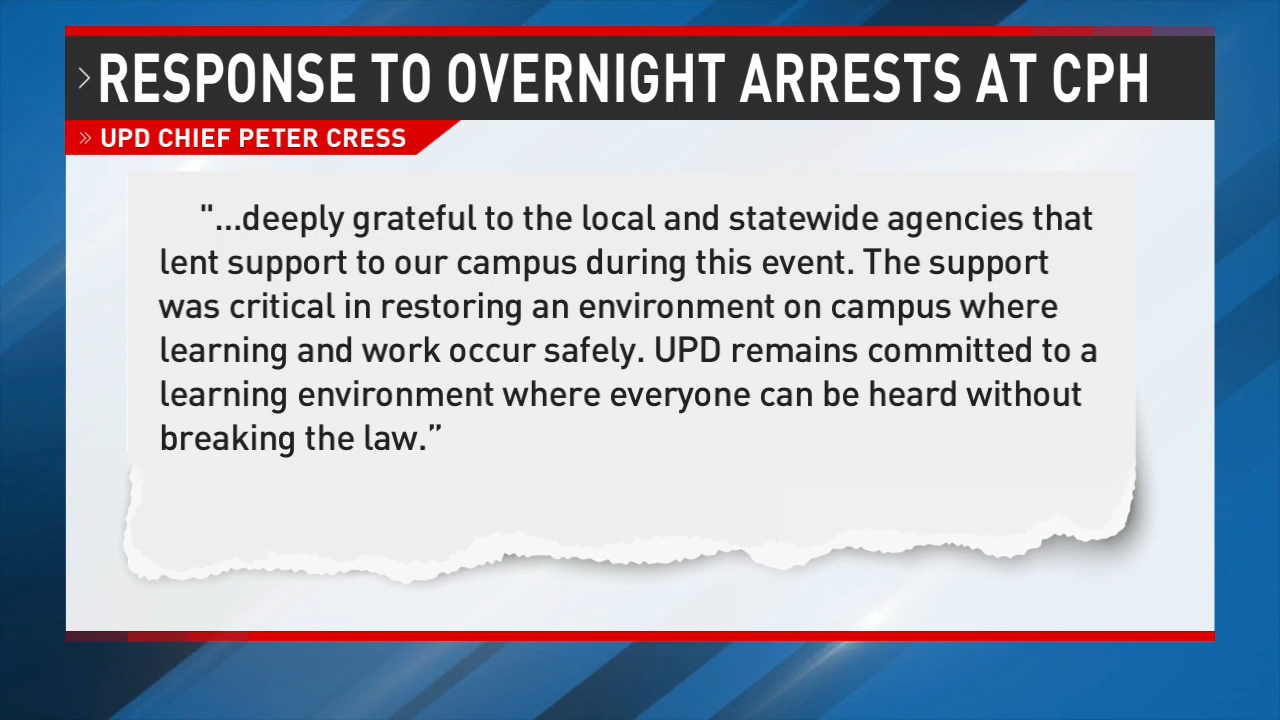 RESPONSE TO OVERNIGHT ARRESTS AT CPH
UPD CHIEF PETER CRESS
"...deeply grateful to the local and statewide agencies that
lent support to our campus during this event. The support
was critical in restoring an environment on campus where
learning and work occur safely. UPD remains committed to a
learning environment where everyone can be heard without
breaking the law.”